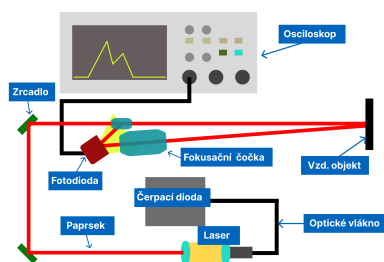 Osciloskop
Zrcadlo
Fokusační čočka
Vzd. objekt
Fotodioda
Čerpací dioda
Paprsek
Laser
Optické vlákno